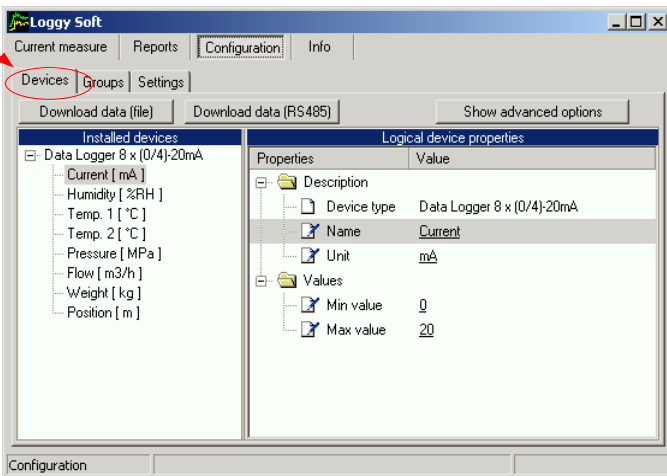 Loggy Soft
Current measure Reports Configuration Info
Devices Groups Settings
Download data (file) Download data (RS485) Show advanced options
Installed devices
Data Logger 8 x (0/4)-20mA
Current [ mA ]
Humidity [ %RH ]
Temp. 1 [ °C ]
Temp. 2 [ °C ]
Pressure [ MPa ]
Flow [ m3/h ]
Weight [ kg ]
Position [ m ]
Logical device properties
Properties Value
Description
Device type Data Logger 8 x (0/4)-20mA
Name Current
Unit mA
Values
Min value 0
Max value 20
Configuration